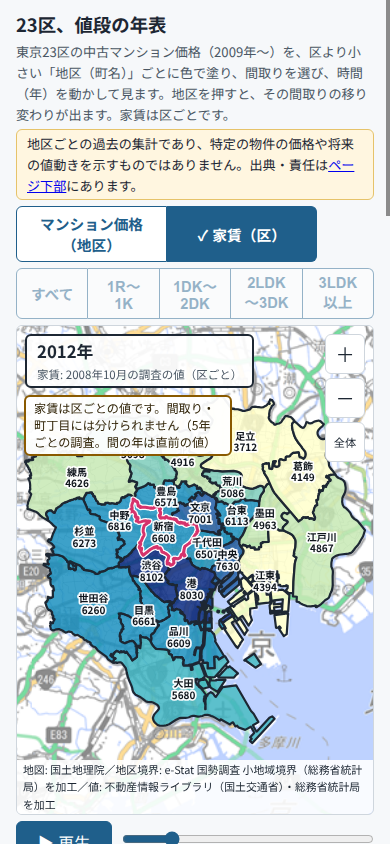 23区、値段の年表
東京23区の中古マンション価格（2009年〜）を、区より小
さい「地区（町名）」ごとに色で塗り、間取りを選び、時間
（年）を動かして見ます。地区を押すと、その間取りの移り
変わりが出ます。家賃は区ごとです。
地区ごとの過去の集計であり、特定の物件の価格や将来
の値動きを示すものではありません。出典・責任はペー
ジ下部にあります。
マンション価格
（地区）
✓ 家賃（区）
すべて
1R〜
1K
1DK〜
2DK
2LDK
〜3DK
3LDK
以上
2012年
家賃: 2008年10月の調査の値（区ごと）
＋
−
全体
家賃は区ごとの値です。間取り・
町丁目には分けられません（5年
ごとの調査。間の年は直前の値）
足立
3712
葛飾
4149
練馬
4626
4916
荒川
5086
豊島
6571
文京
7001
台東
6113
墨田
4963
中野
6816
新宿
6608
杉並
6273
千代田
6507
中央
7630
江戸川
4867
渋谷
8102
港
8030
江東
4394
世田谷
6260
目黒
6661
品川
6609
大田
5680
京
E20
246
E83
多摩川
地図: 国土地理院／地区境界: e-Stat 国勢調査 小地域境界（総務省統計
局）を加工／値: 不動産情報ライブラリ（国土交通省）・総務省統計局
を加工
▶ 再生